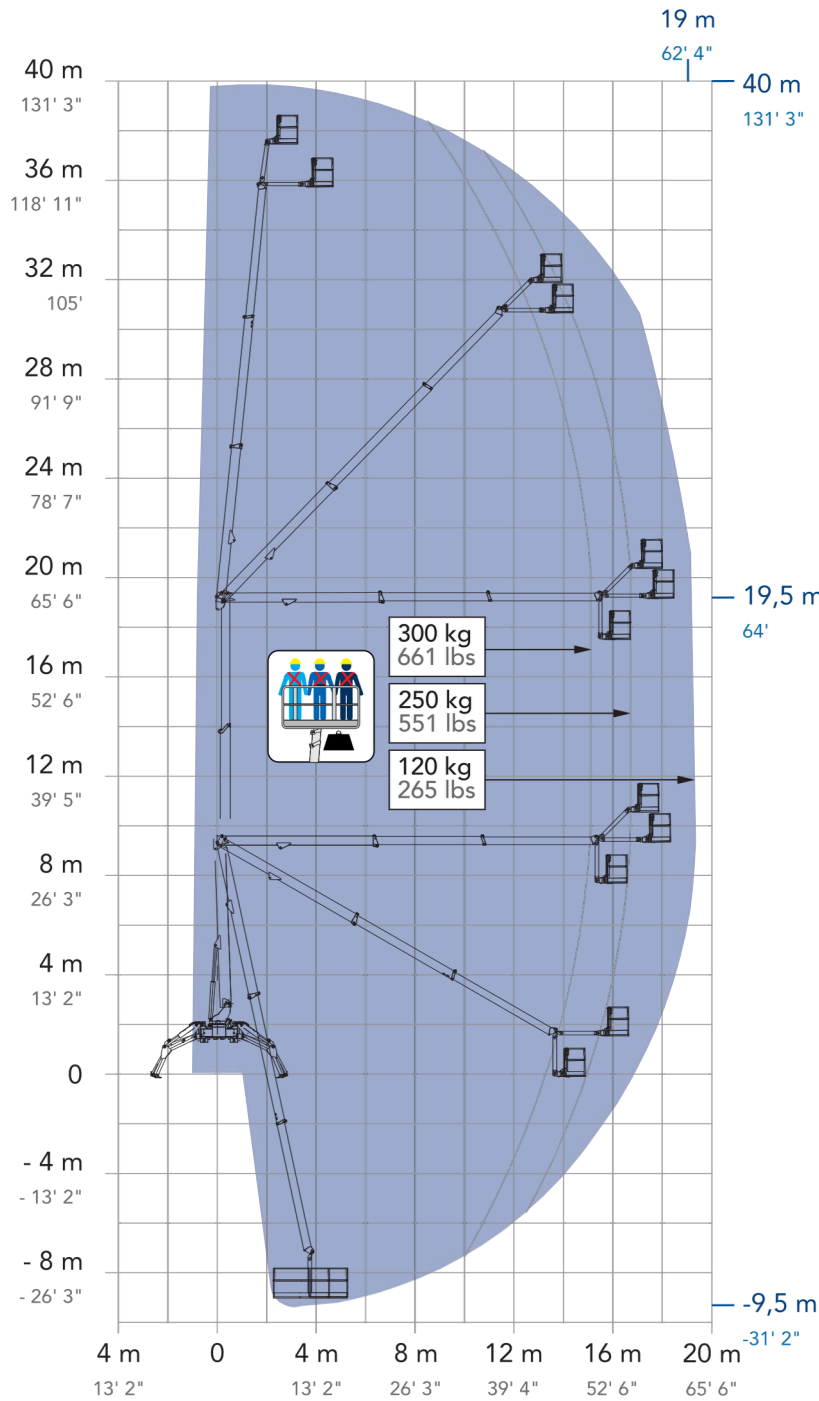 19 m
62' 4"
40 m
131' 3"
40 m
131' 3"
36 m
118' 11"
32 m
105'
28 m
91' 9"
24 m
78' 7"
20 m
65' 6"
19,5 m
64'
300 kg
661 lbs
16 m
52' 6"
250 kg
551 lbs
12 m
39' 5"
120 kg
265 lbs
8 m
26' 3"
4 m
13' 2"
0
- 4 m
- 13' 2"
- 8 m
- 26' 3"
-9,5 m
-31' 2"
4 m 0 4 m 8 m 12 m 16 m 20 m
13' 2" 13' 2" 26' 3" 39' 4" 52' 6" 65' 6"